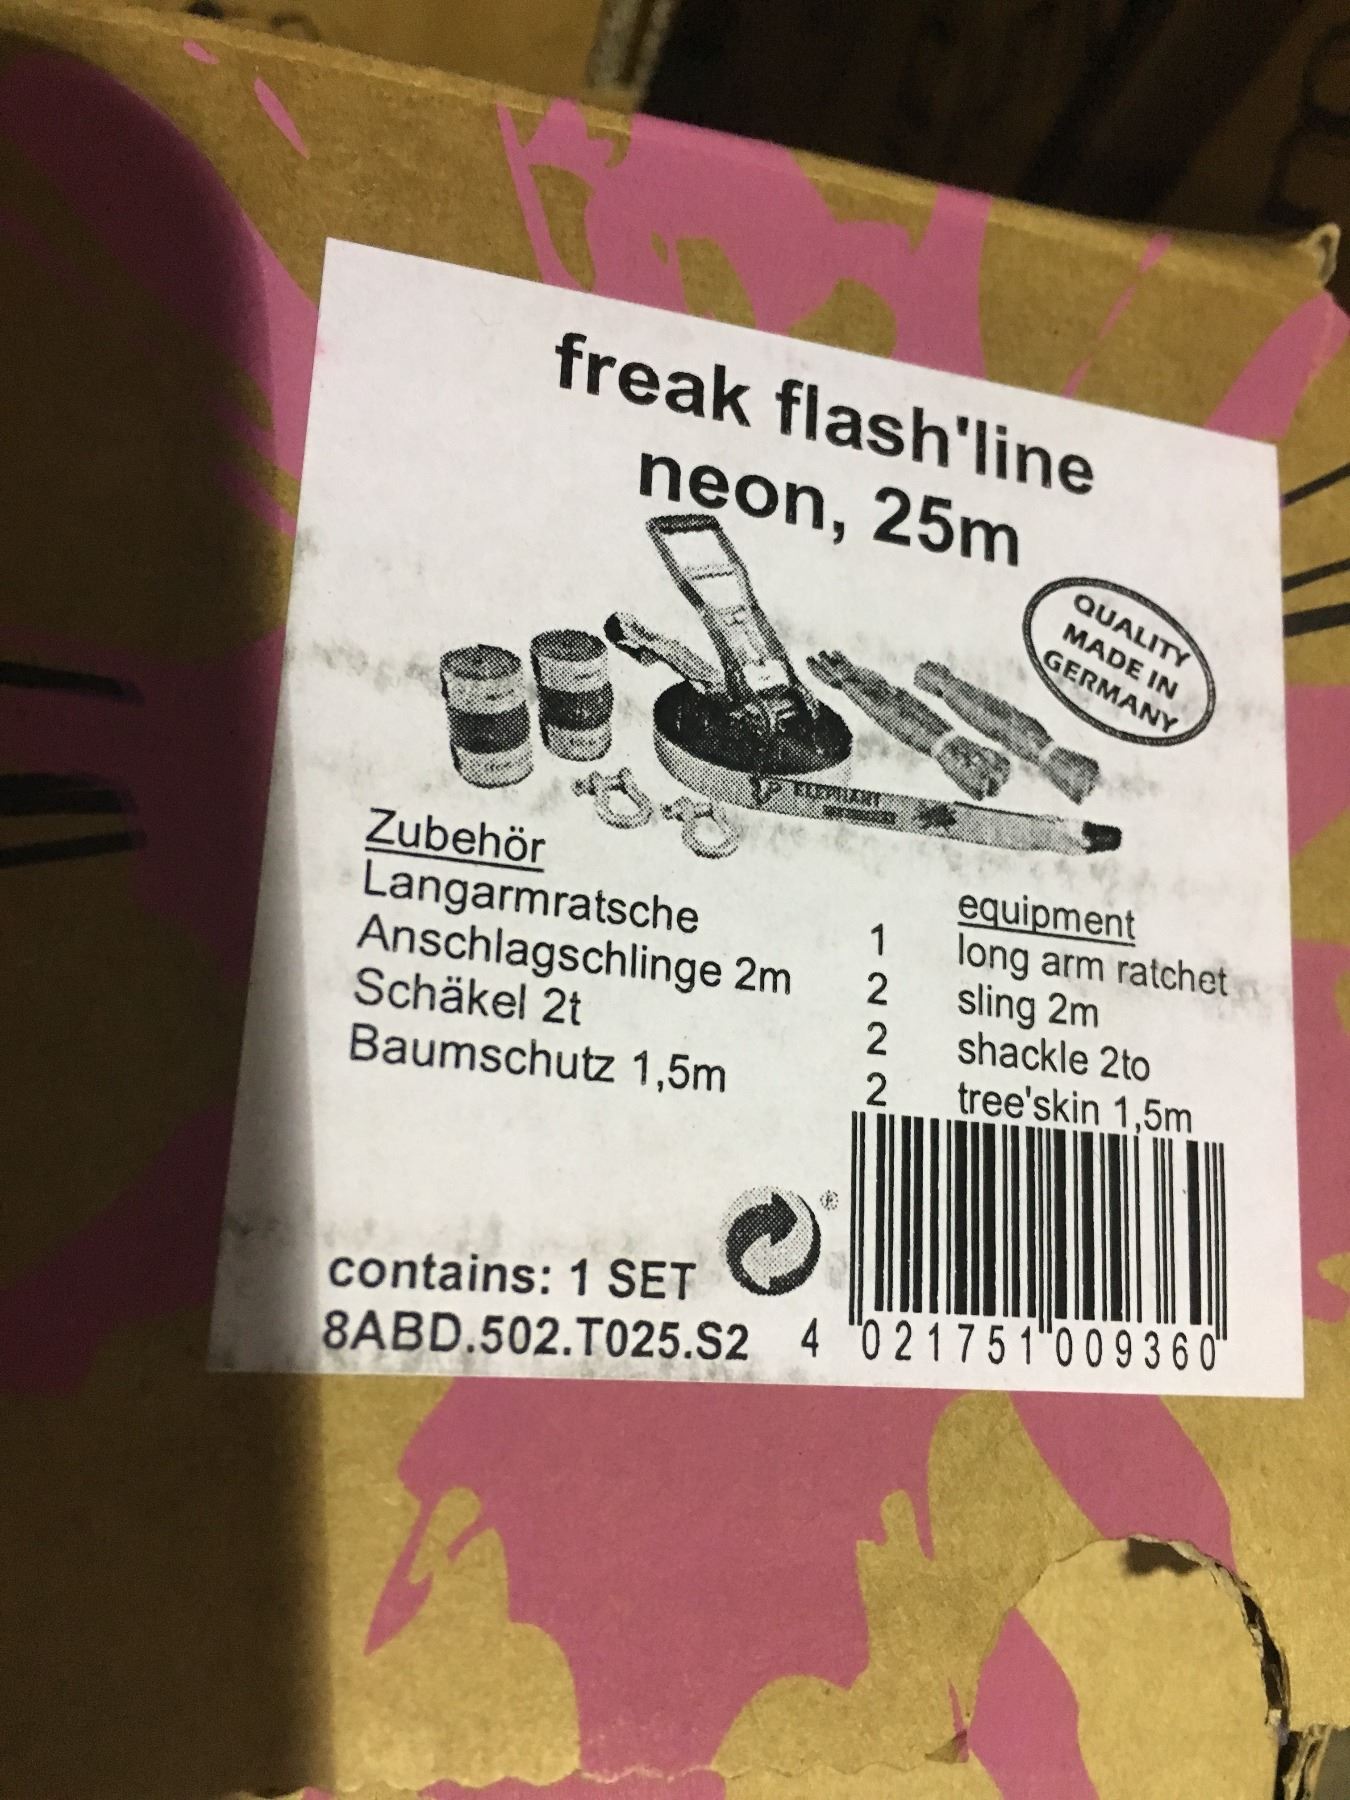 freak flash'line
neon, 25m
QUALITY
MADE IN
GERMANY
ELEPHANT
Zubehör
Langarmratsche
Anschlagschlinge 2m
Schäkel 2t
Baumschutz 1,5m
1
2
2
2
equipment
long arm ratchet
sling 2m
shackle 2to
tree'skin 1,5m
®
contains: 1 SET
8ABD.502.T025.S2
4 021751 009360